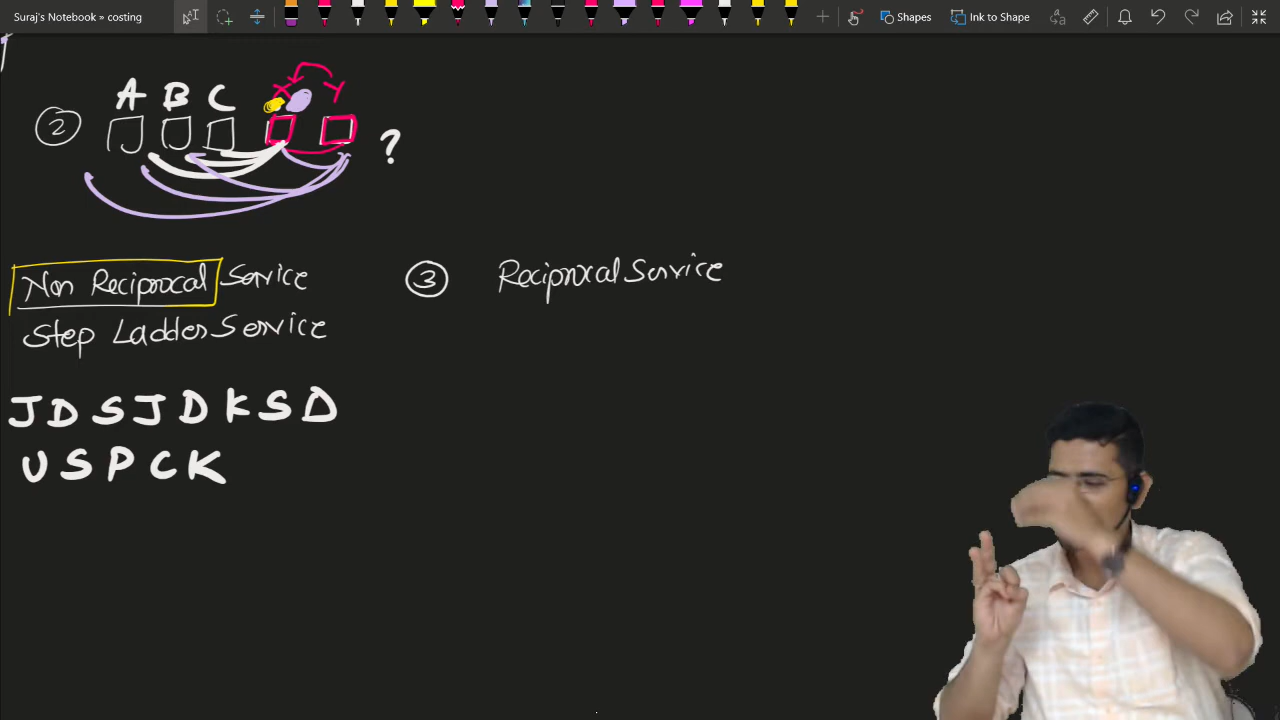 Suraj's Notebook » costing
Shapes
Ink to Shape
A B C X Y
② ?
Non Reciprocal Service
Step Ladder Service
③ Reciprocal Service
J D S J D K S D
U S P C K